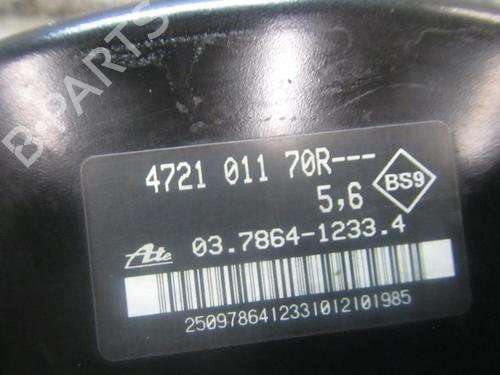 B-PARTS
4721 011 70R---
5,6
BS9
Ate 03.7864-1233.4
2509786412331012101985